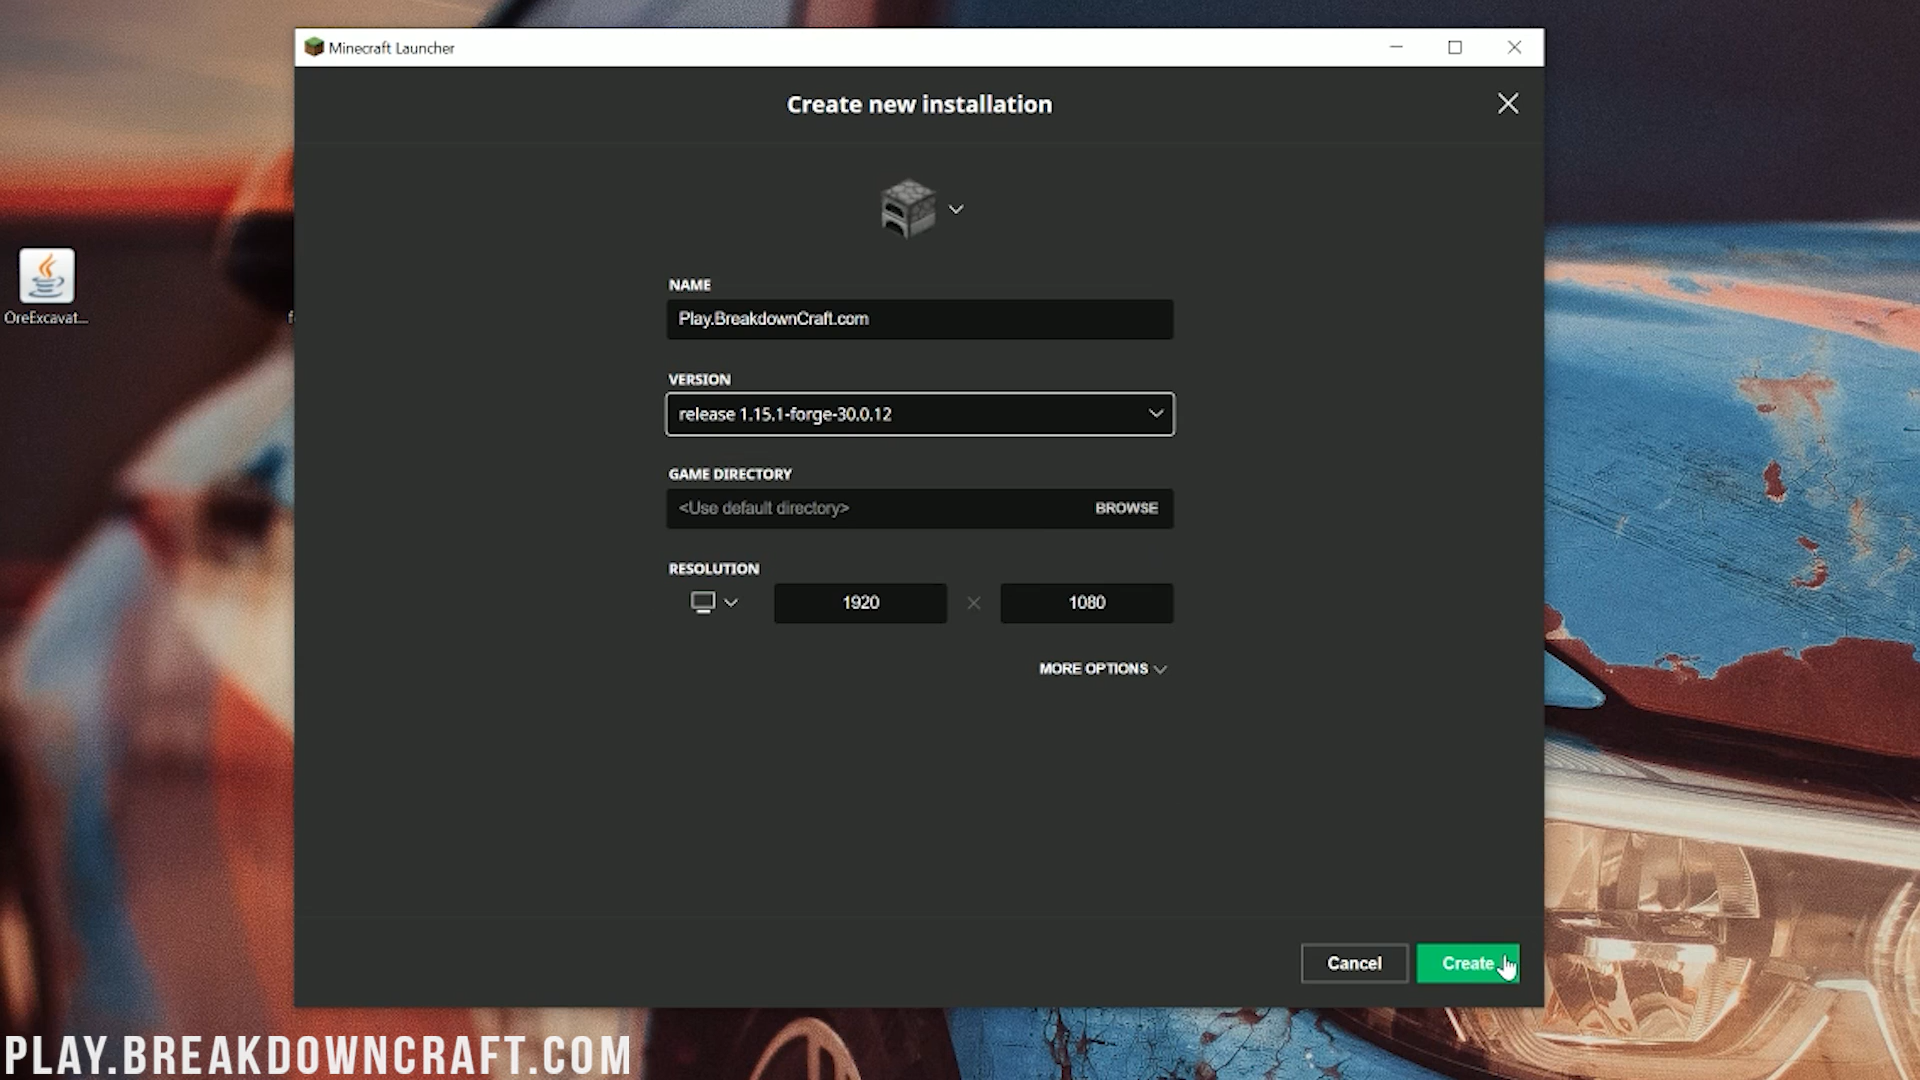 Minecraft Launcher
Create new installation
OreExcavat...
NAME
Play.BreakdownCraft.com
VERSION
release 1.15.1-forge-30.0.12
GAME DIRECTORY
<Use default directory> BROWSE
RESOLUTION
1920 1080
MORE OPTIONS
Cancel Create
PLAY.BREAKDOWNCRAFT.COM